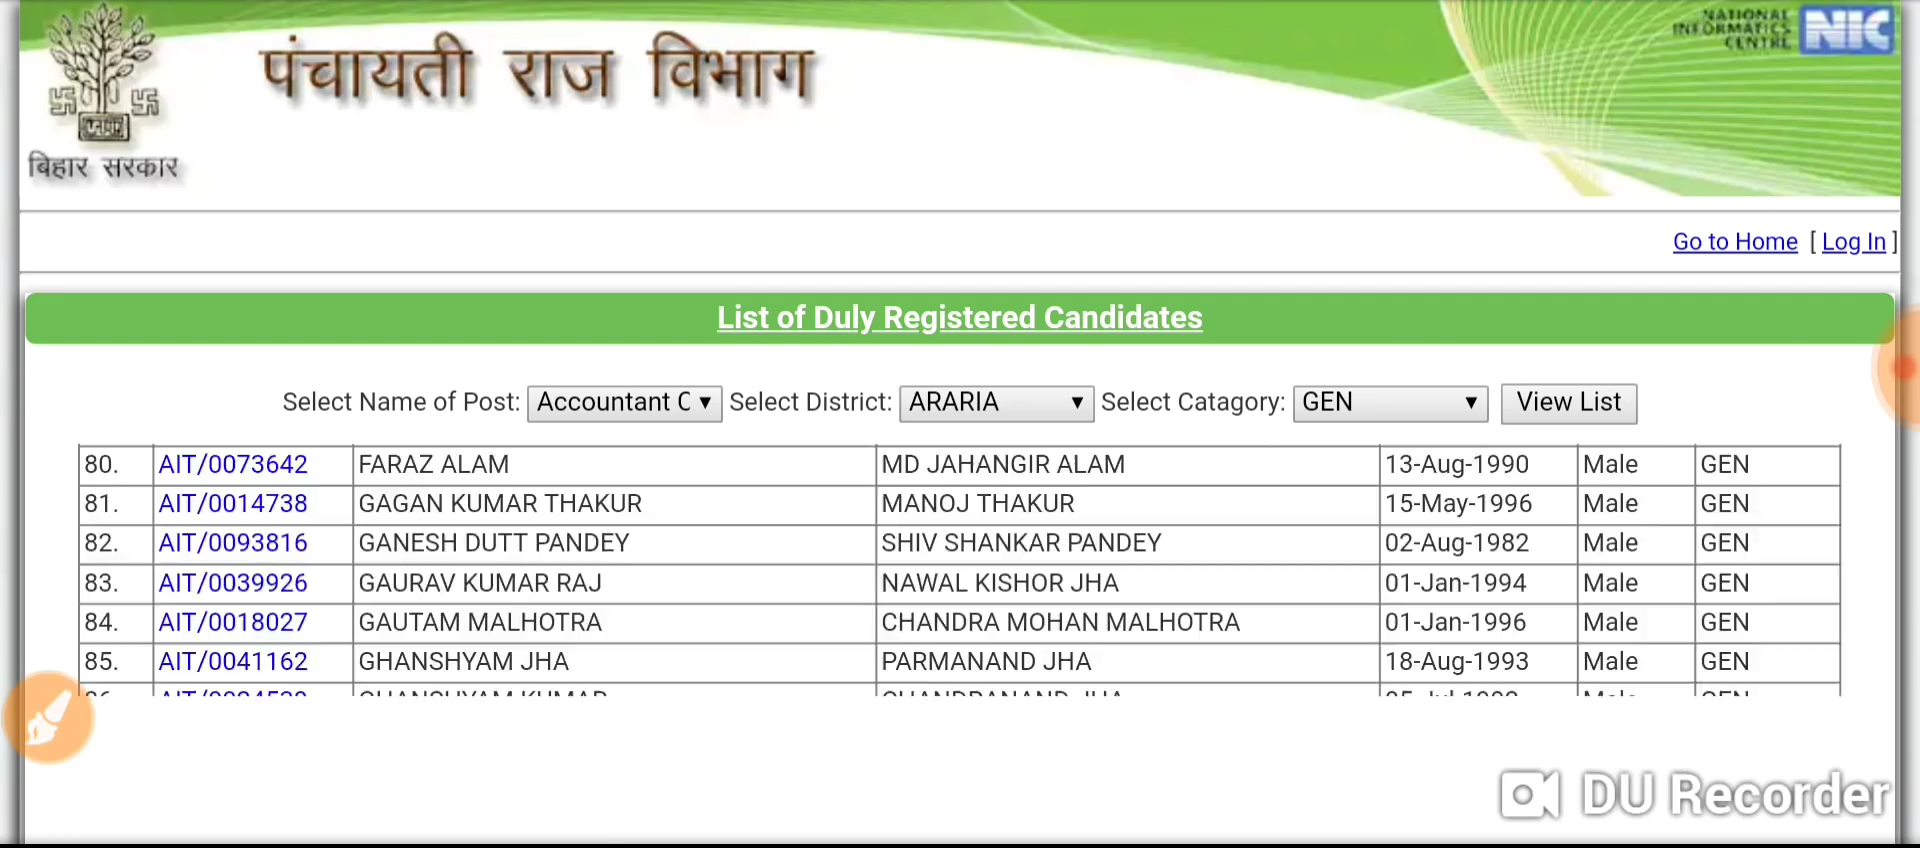 NATIONAL
INFORMATICS
CENTRE
NIC
पंचायती राज विभाग
बिहार सरकार
Go to Home [ Log In ]
List of Duly Registered Candidates
Select Name of Post: Accountant C Select District: ARARIA Select Catagory: GEN View List
80. AIT/0073642 FARAZ ALAM MD JAHANGIR ALAM 13-Aug-1990 Male GEN
81. AIT/0014738 GAGAN KUMAR THAKUR MANOJ THAKUR 15-May-1996 Male GEN
82. AIT/0093816 GANESH DUTT PANDEY SHIV SHANKAR PANDEY 02-Aug-1982 Male GEN
83. AIT/0039926 GAURAV KUMAR RAJ NAWAL KISHOR JHA 01-Jan-1994 Male GEN
84. AIT/0018027 GAUTAM MALHOTRA CHANDRA MOHAN MALHOTRA 01-Jan-1996 Male GEN
85. AIT/0041162 GHANSHYAM JHA PARMANAND JHA 18-Aug-1993 Male GEN
GHANSHYAM KUMAR Male GEN
DU Recorder